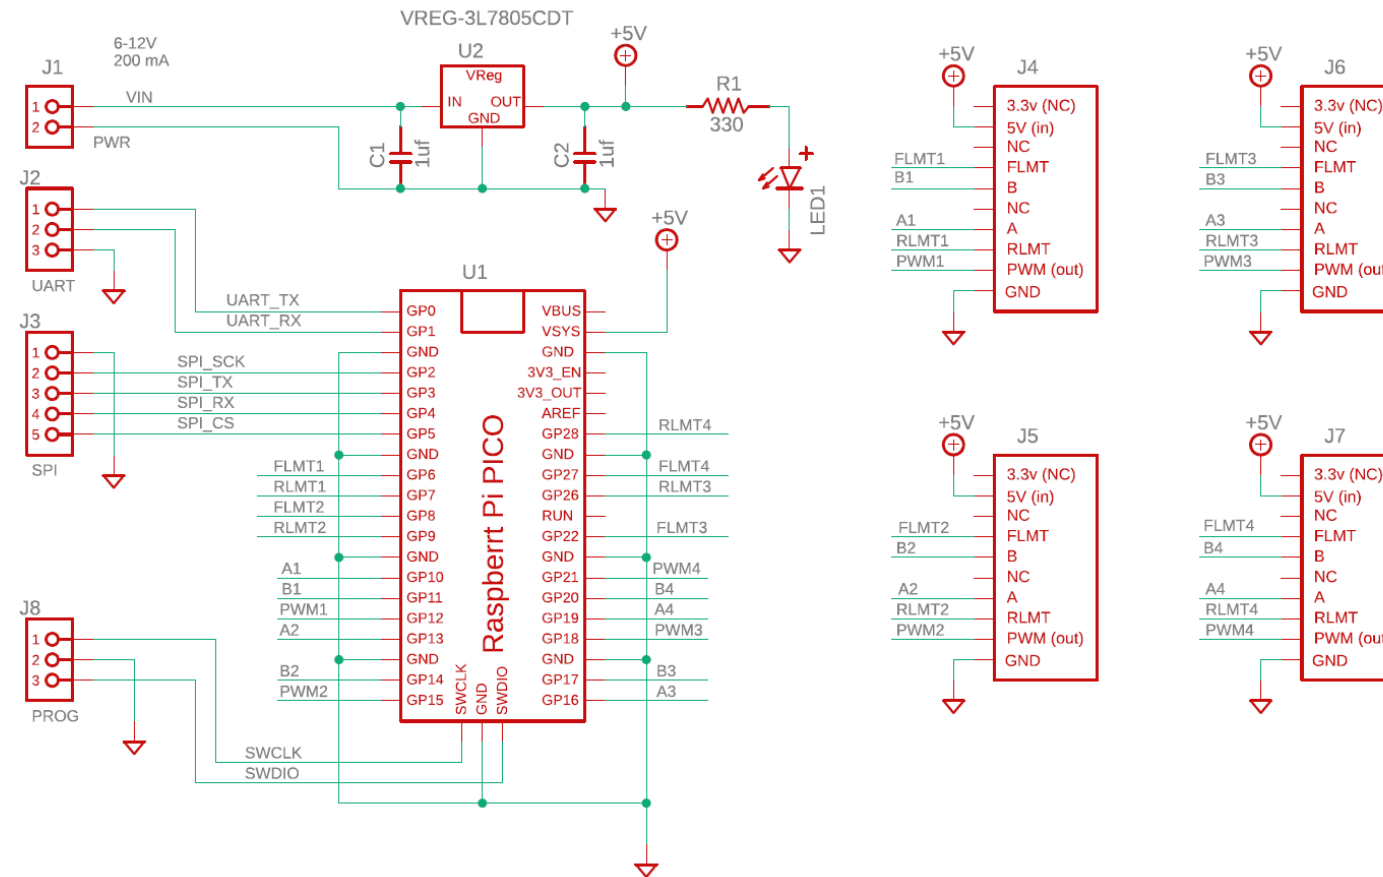 VREG-3L7805CDT
6-12V
200 mA
J1
1
2
VIN
PWR
U2
VReg
IN
OUT
GND
+5V
C1
1uf
C2
1uf
R1
330
LED1
J2
1
2
3
UART
UART_TX
UART_RX
J3
1
2
3
4
5
SPI
SPI_SCK
SPI_TX
SPI_RX
SPI_CS
+5V
U1
Raspberrt Pi PICO
GP0
GP1
GND
GP2
GP3
GP4
GP5
GND
GP6
GP7
GP8
GP9
GND
GP10
GP11
GP12
GP13
GND
GP14
GP15
VBUS
VSYS
GND
3V3_EN
3V3_OUT
AREF
GP28
GND
GP27
GP26
RUN
GP22
GND
GP21
GP20
GP19
GP18
GND
GP17
GP16
SWCLK
GND
SWDIO
FLMT1
RLMT1
FLMT2
RLMT2
A1
B1
PWM1
A2
B2
PWM2
RLMT4
FLMT4
RLMT3
FLMT3
PWM4
B4
A4
PWM3
B3
A3
J8
1
2
3
PROG
SWCLK
SWDIO
+5V
J4
3.3v (NC)
5V (in)
NC
FLMT
B
NC
A
RLMT
PWM (out)
GND
FLMT1
B1
A1
RLMT1
PWM1
+5V
J6
3.3v (NC)
5V (in)
NC
FLMT
B
NC
A
RLMT
PWM (ou
GND
FLMT3
B3
A3
RLMT3
PWM3
+5V
J5
3.3v (NC)
5V (in)
NC
FLMT
B
NC
A
RLMT
PWM (out)
GND
FLMT2
B2
A2
RLMT2
PWM2
+5V
J7
3.3v (NC)
5V (in)
NC
FLMT
B
NC
A
RLMT
PWM (ou
GND
FLMT4
B4
A4
RLMT4
PWM4